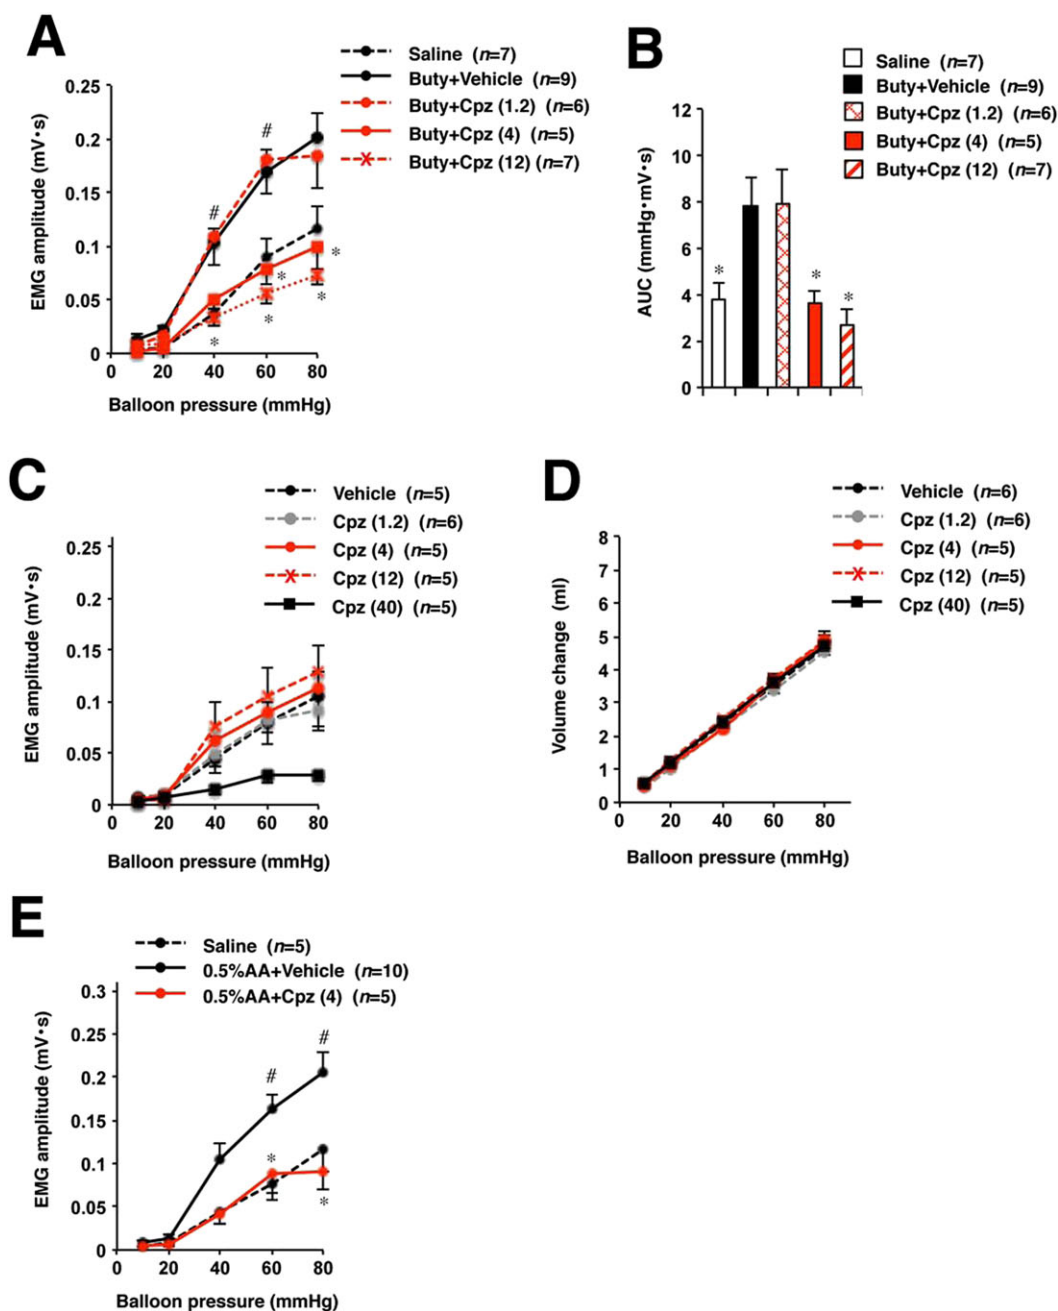 A
Saline (n=7)
Buty+Vehicle (n=9)
Buty+Cpz (1.2) (n=6)
Buty+Cpz (4) (n=5)
Buty+Cpz (12) (n=7)
EMG amplitude (mV•s)
0.25
0.2
0.15
0.1
0.05
0
# #
* * * * *
0 20 40 60 80
Balloon pressure (mmHg)
B
Saline (n=7)
Buty+Vehicle (n=9)
Buty+Cpz (1.2) (n=6)
Buty+Cpz (4) (n=5)
Buty+Cpz (12) (n=7)
AUC (mmHg•mV•s)
12
10
8
6
4
2
0
* * *
C
Vehicle (n=5)
Cpz (1.2) (n=6)
Cpz (4) (n=5)
Cpz (12) (n=5)
Cpz (40) (n=5)
EMG amplitude (mV•s)
0.25
0.2
0.15
0.1
0.05
0
0 20 40 60 80
Balloon pressure (mmHg)
D
Vehicle (n=6)
Cpz (1.2) (n=6)
Cpz (4) (n=5)
Cpz (12) (n=5)
Cpz (40) (n=5)
Volume change (ml)
8
7
6
5
4
3
2
1
0
0 20 40 60 80
Balloon pressure (mmHg)
E
Saline (n=5)
0.5%AA+Vehicle (n=10)
0.5%AA+Cpz (4) (n=5)
EMG amplitude (mV•s)
0.3
0.25
0.2
0.15
0.1
0.05
0
# #
* *
0 20 40 60 80
Balloon pressure (mmHg)